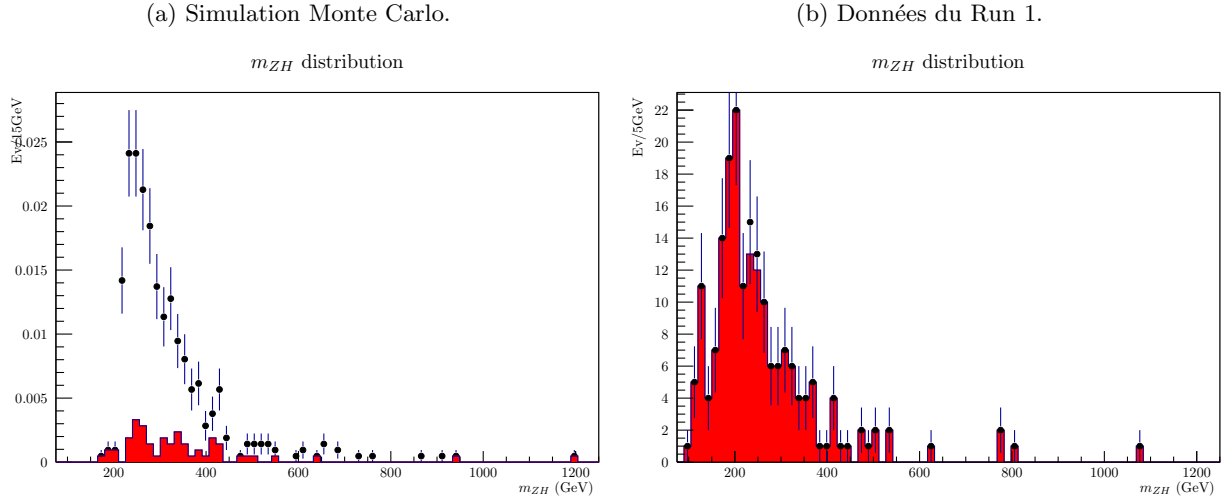 (a) Simulation Monte Carlo.
m_ZH distribution
Ev/15GeV
0.025
0.02
0.015
0.01
0.005
0
200 400 600 800 1000 1200
m_ZH (GeV)
(b) Données du Run 1.
m_ZH distribution
Ev/5GeV
22
20
18
16
14
12
10
8
6
4
2
0
200 400 600 800 1000 1200
m_ZH (GeV)